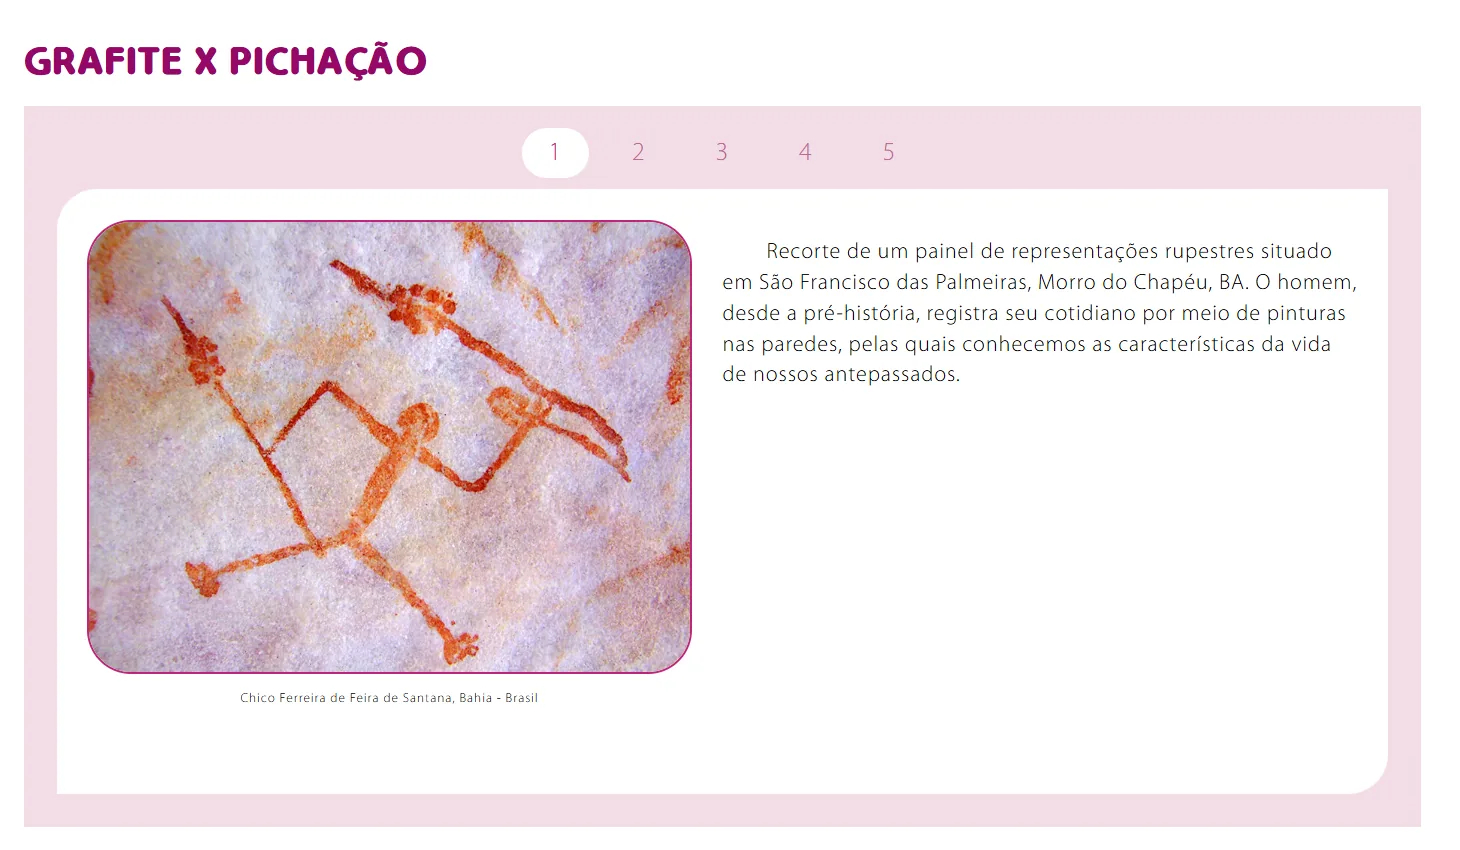 GRAFITE X PICHAÇÃO
1 2 3 4 5
Recorte de um painel de representações rupestres situado
em São Francisco das Palmeiras, Morro do Chapéu, BA. O homem,
desde a pré-história, registra seu cotidiano por meio de pinturas
nas paredes, pelas quais conhecemos as características da vida
de nossos antepassados.
Chico Ferreira de Feira de Santana, Bahia - Brasil